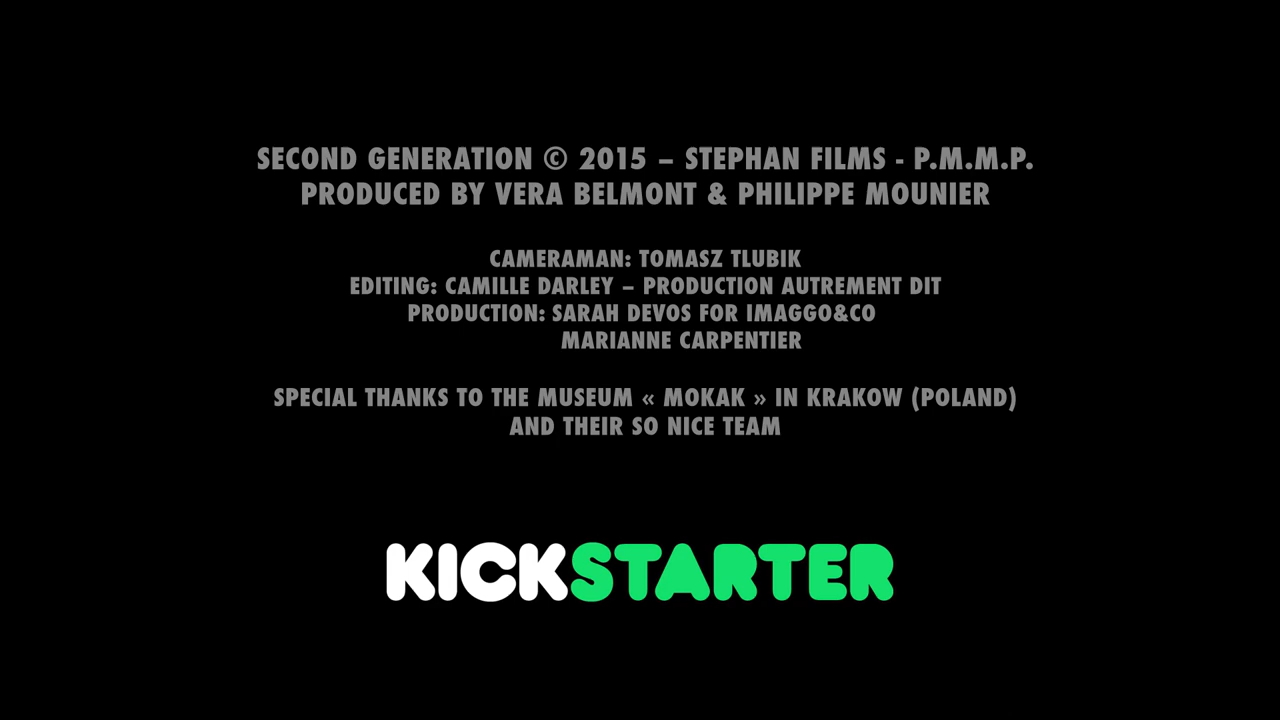 SECOND GENERATION © 2015 – STEPHAN FILMS - P.M.M.P.
PRODUCED BY VERA BELMONT & PHILIPPE MOUNIER
CAMERAMAN: TOMASZ TLUBIK
EDITING: CAMILLE DARLEY – PRODUCTION AUTREMENT DIT
PRODUCTION: SARAH DEVOS FOR IMAGGO&CO
MARIANNE CARPENTIER
SPECIAL THANKS TO THE MUSEUM « MOKAK » IN KRAKOW (POLAND)
AND THEIR SO NICE TEAM
KICKSTARTER